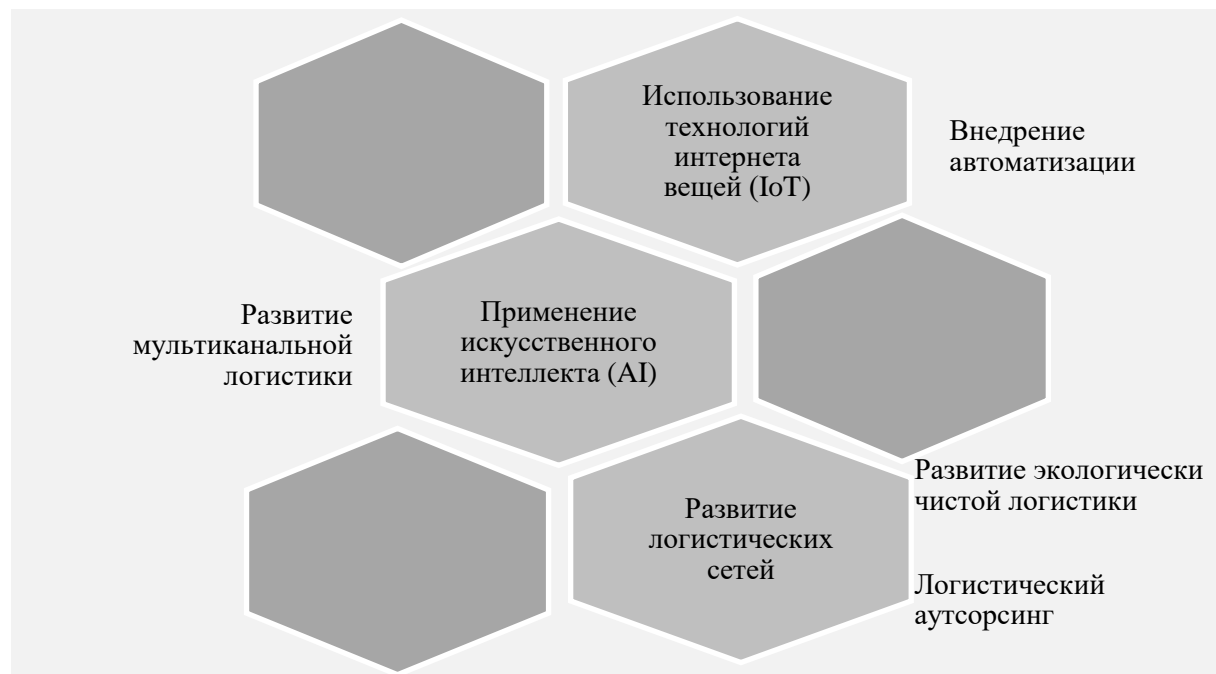 Использование
технологий
интернета
вещей (IoT)
Внедрение
автоматизации
Развитие
мультиканальной
логистики
Применение
искусственного
интеллекта (AI)
Развитие экологически
чистой логистики
Развитие
логистических
сетей
Логистический
аутсорсинг